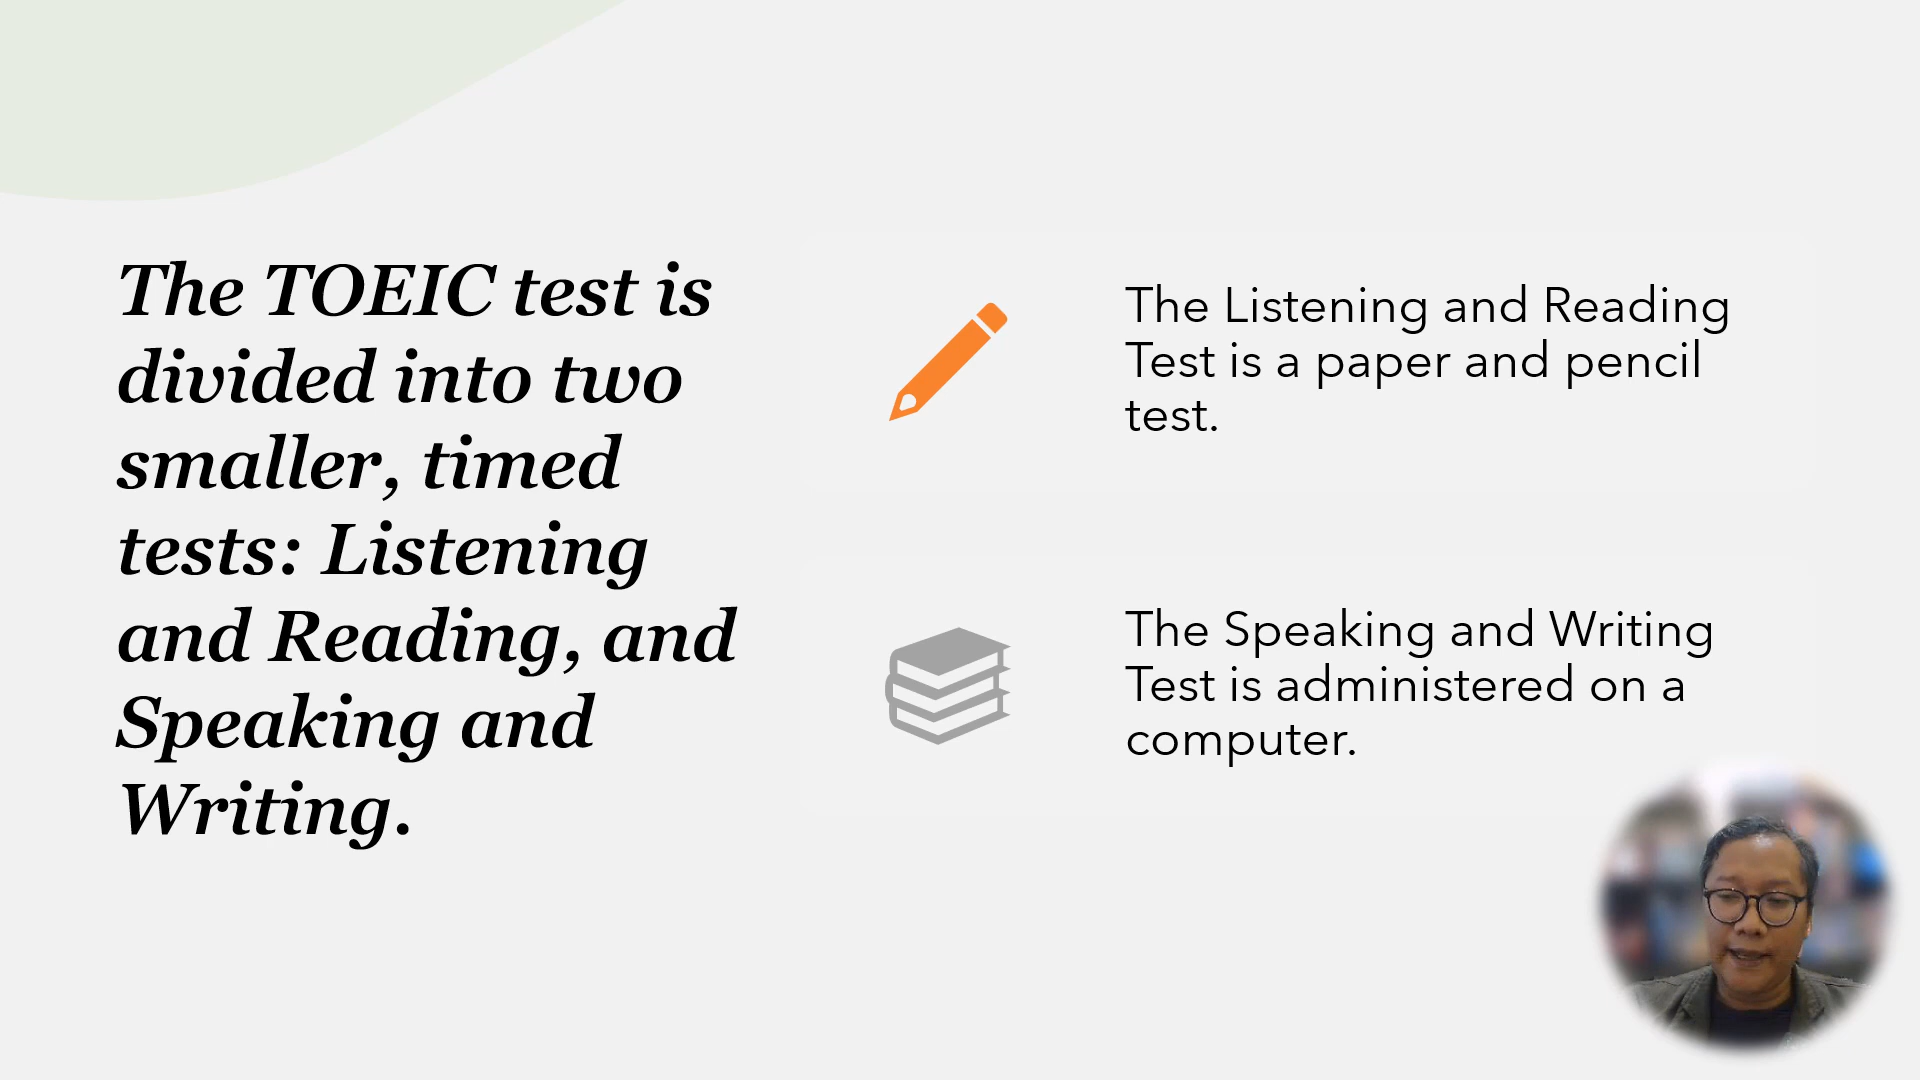 The TOEIC test is
divided into two
smaller, timed
tests: Listening
and Reading, and
Speaking and
Writing.
The Listening and Reading
Test is a paper and pencil
test.
The Speaking and Writing
Test is administered on a
computer.